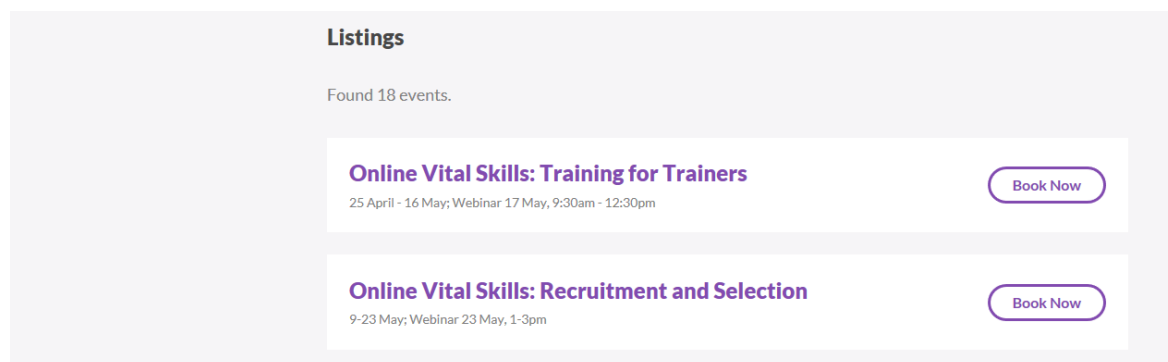 Listings
Found 18 events.
Online Vital Skills: Training for Trainers
Book Now
25 April - 16 May; Webinar 17 May, 9:30am - 12:30pm
Online Vital Skills: Recruitment and Selection
Book Now
9-23 May; Webinar 23 May, 1-3pm